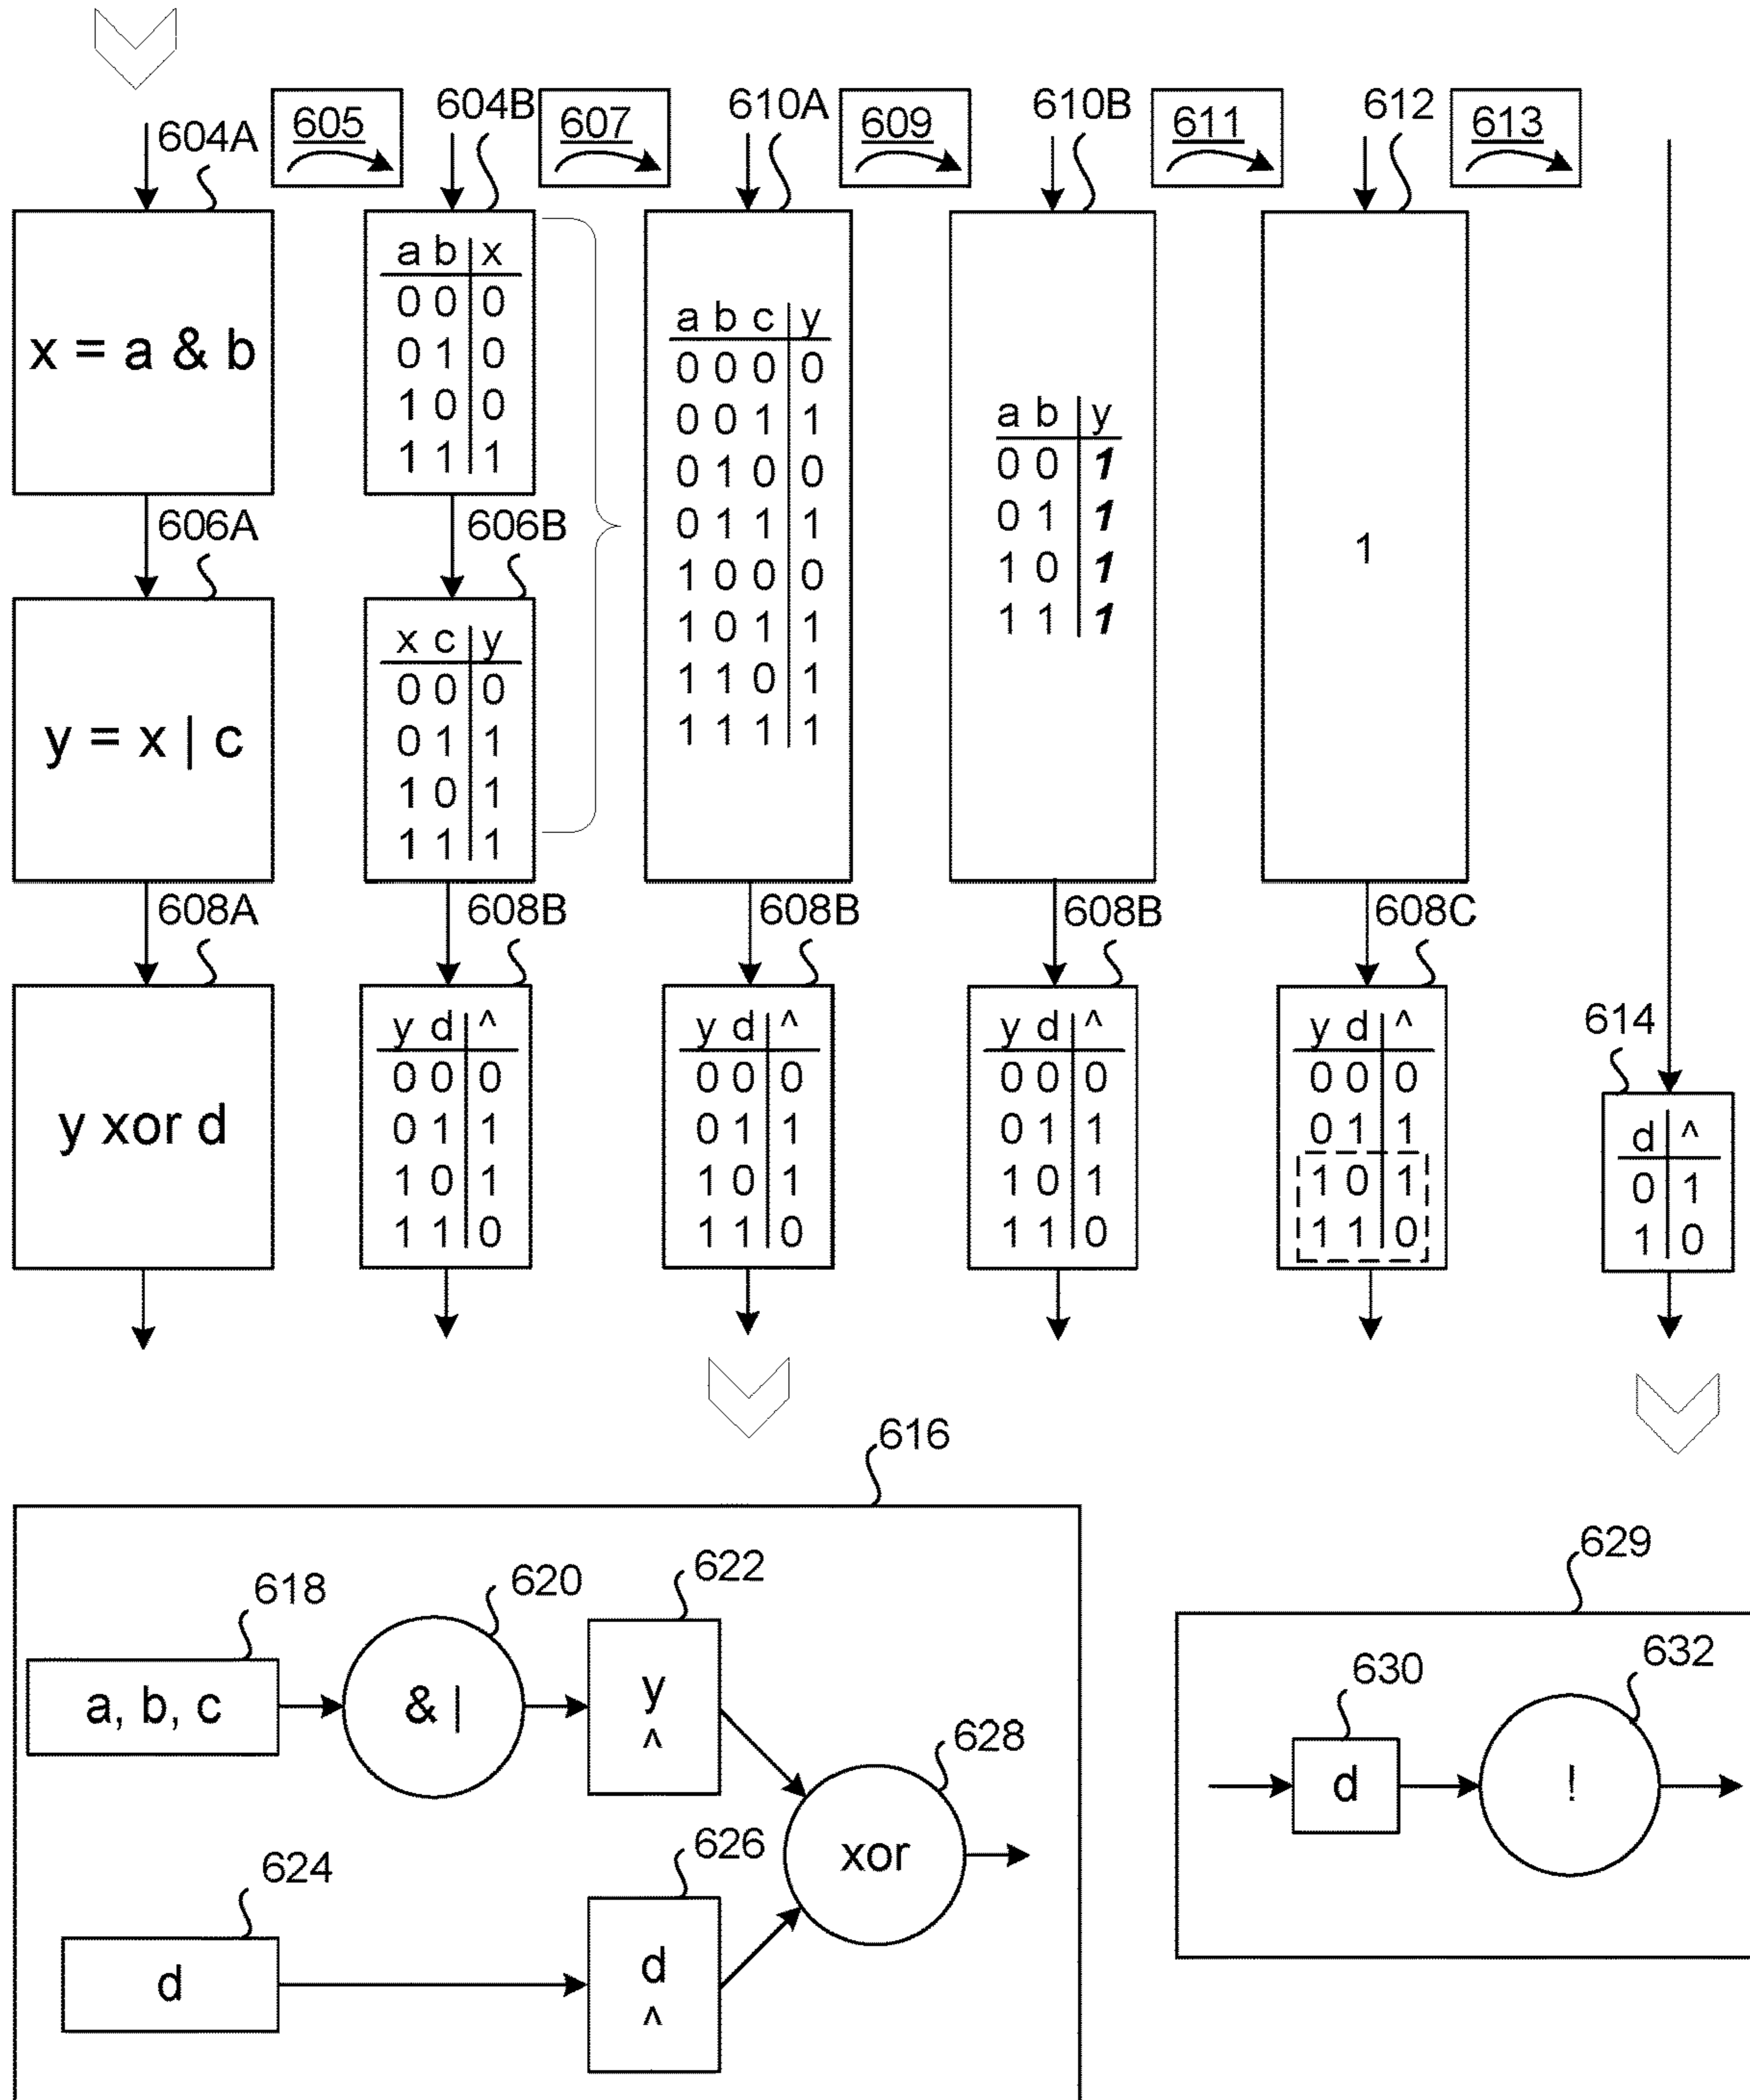 605 604B 607 610A 609 610B 611 612 613
604A
x = a & b
606A
y = x | c
608A
y xor d
a b x
0 0 0
0 1 0
1 0 0
1 1 1
606B
x c y
0 0 0
0 1 1
1 0 1
1 1 1
608B
y d ^
0 0 0
0 1 1
1 0 1
1 1 0
a b c y
0 0 0 0
0 0 1 1
0 1 0 0
0 1 1 1
1 0 0 0
1 0 1 1
1 1 0 1
1 1 1 1
608B
y d ^
0 0 0
0 1 1
1 0 1
1 1 0
a b y
0 0 1
0 1 1
1 0 1
1 1 1
608B
y d ^
0 0 0
0 1 1
1 0 1
1 1 0
1
608C
y d ^
0 0 0
0 1 1
1 0 1
1 1 0
614
d ^
0 1
1 0
616
618
a, b, c
620
& |
622
y
^
624
d
626
d
^
628
xor
629
630
d
632
!